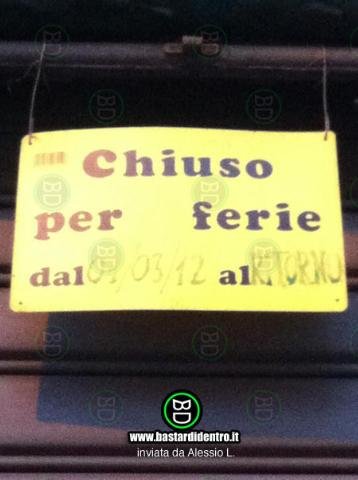 Chiuso
per ferie
dal 01/03/12 al RITORNO
BD
www.bastardidentro.it
inviata da Alessio L.